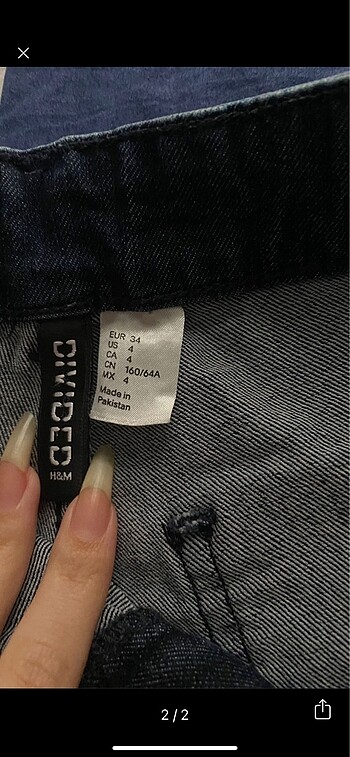 DIVIDED
H&M
EUR 34
US 4
CA 4
CN 160/64A
MX 4
Made in
Pakistan
2/2